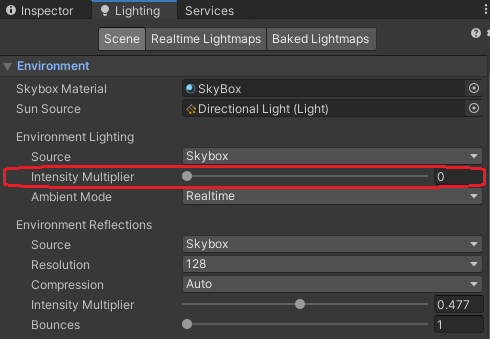 Inspector Lighting Services
Scene Realtime Lightmaps Baked Lightmaps
Environment
Skybox Material SkyBox
Sun Source Directional Light (Light)
Environment Lighting
Source Skybox
Intensity Multiplier 0
Ambient Mode Realtime
Environment Reflections
Source Skybox
Resolution 128
Compression Auto
Intensity Multiplier 0.477
Bounces 1